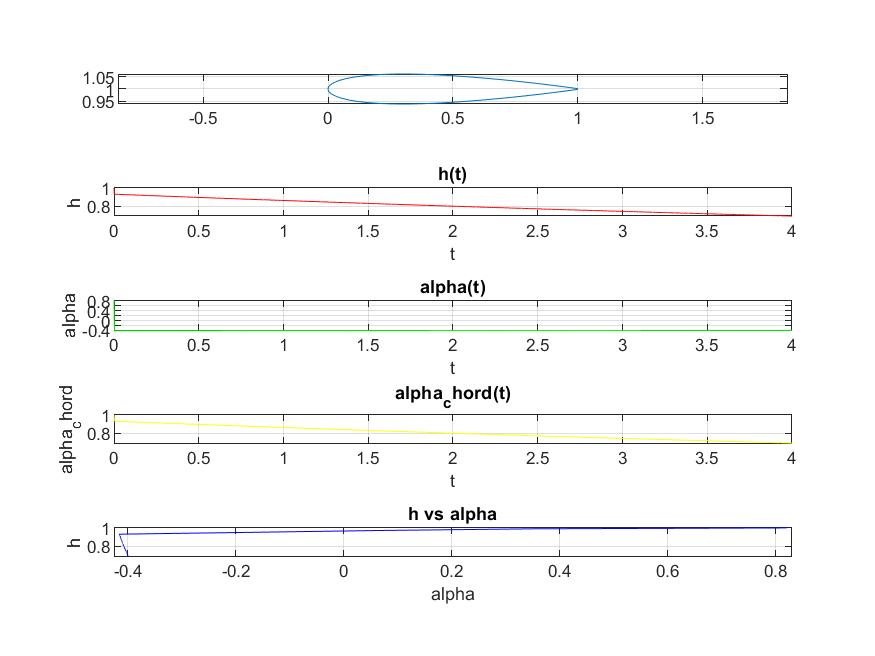 1.05
1
0.95
-0.5 0 0.5 1 1.5
h(t)
1
0.8
h
0 0.5 1 1.5 2 2.5 3 3.5 4
t
alpha(t)
0.8
0.4
0
-0.4
alpha
0 0.5 1 1.5 2 2.5 3 3.5 4
t
alpha_chord(t)
1
0.8
alpha_chord
0 0.5 1 1.5 2 2.5 3 3.5 4
t
h vs alpha
1
0.8
h
-0.4 -0.2 0 0.2 0.4 0.6 0.8
alpha